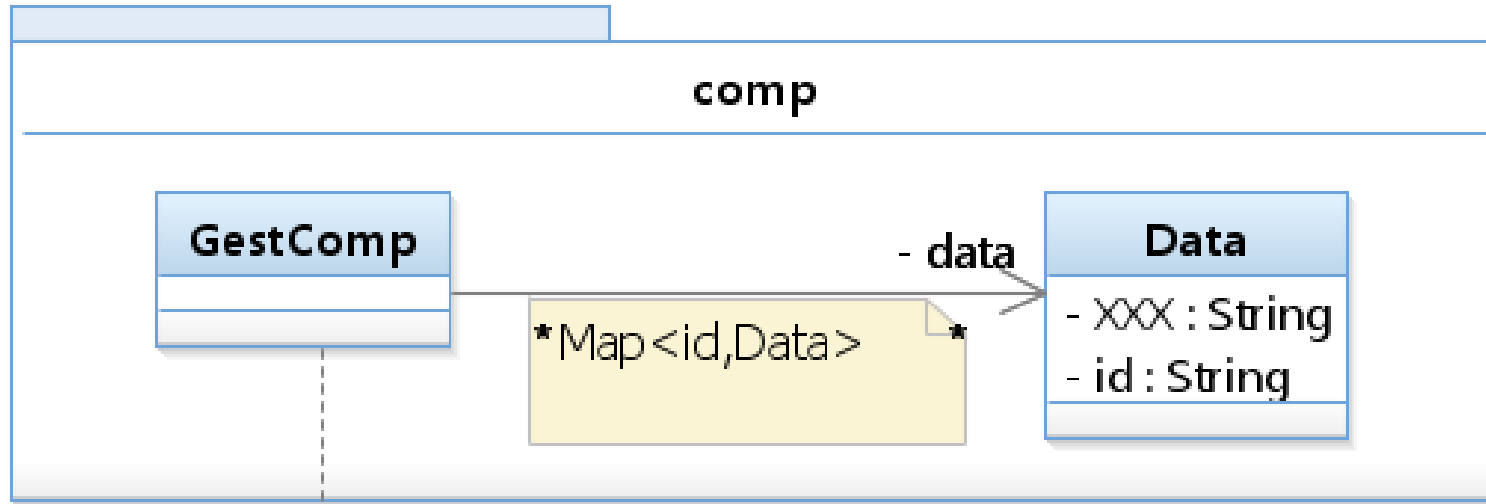 comp
GestComp
- data
Data
*Map<id,Data> *
- XXX : String
- id : String